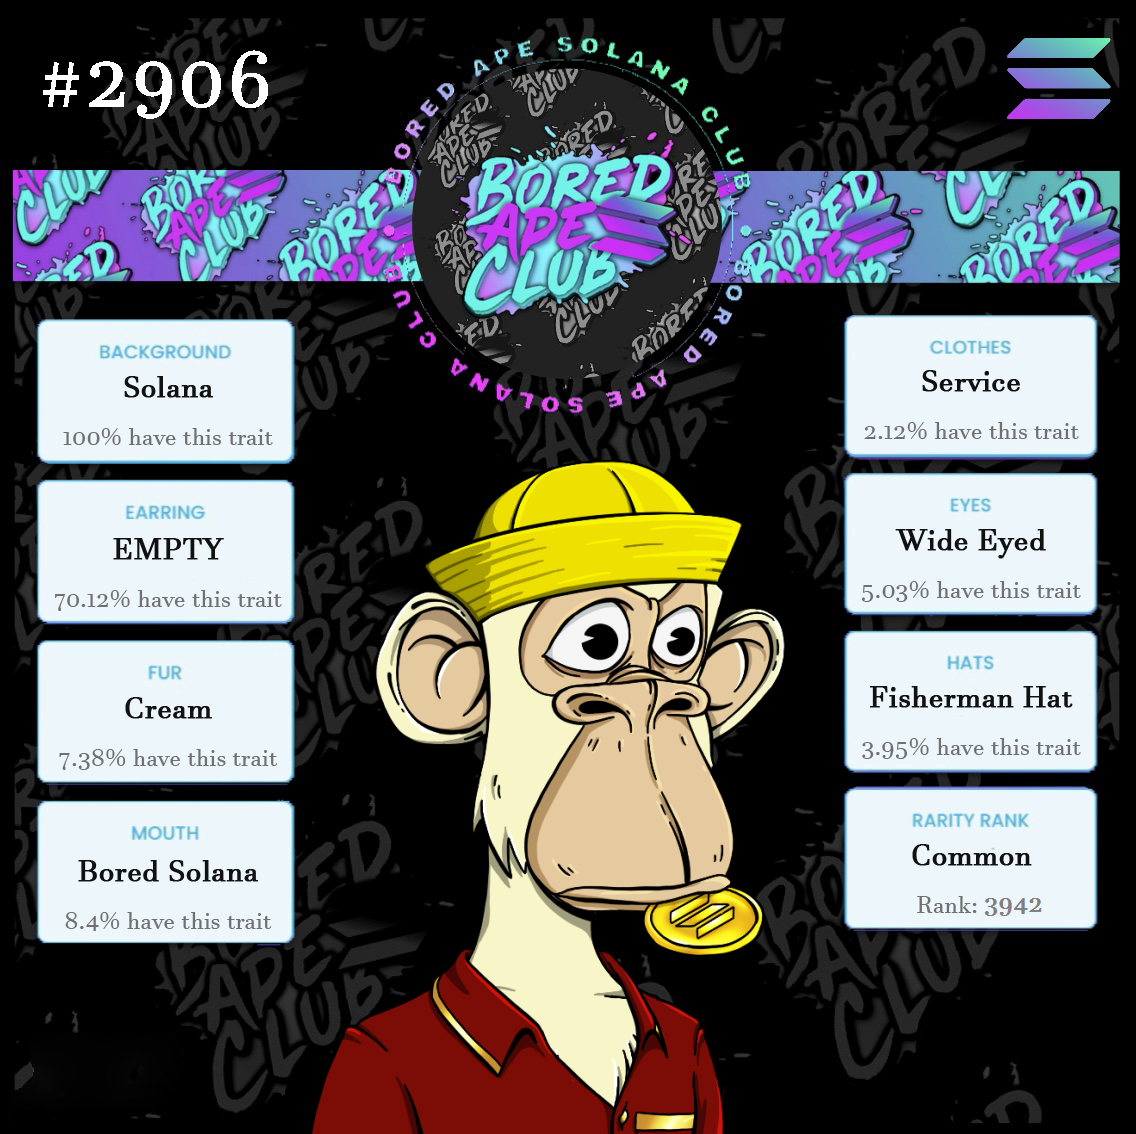 #2906
BORED APE SOLANA CLUB
BORED
APE
CLUB
BORED APE SOLANA CLUB
BACKGROUND
Solana
100% have this trait
EARRING
EMPTY
70.12% have this trait
FUR
Cream
7.38% have this trait
MOUTH
Bored Solana
8.4% have this trait
CLOTHES
Service
2.12% have this trait
EYES
Wide Eyed
5.03% have this trait
HATS
Fisherman Hat
3.95% have this trait
RARITY RANK
Common
Rank: 3942